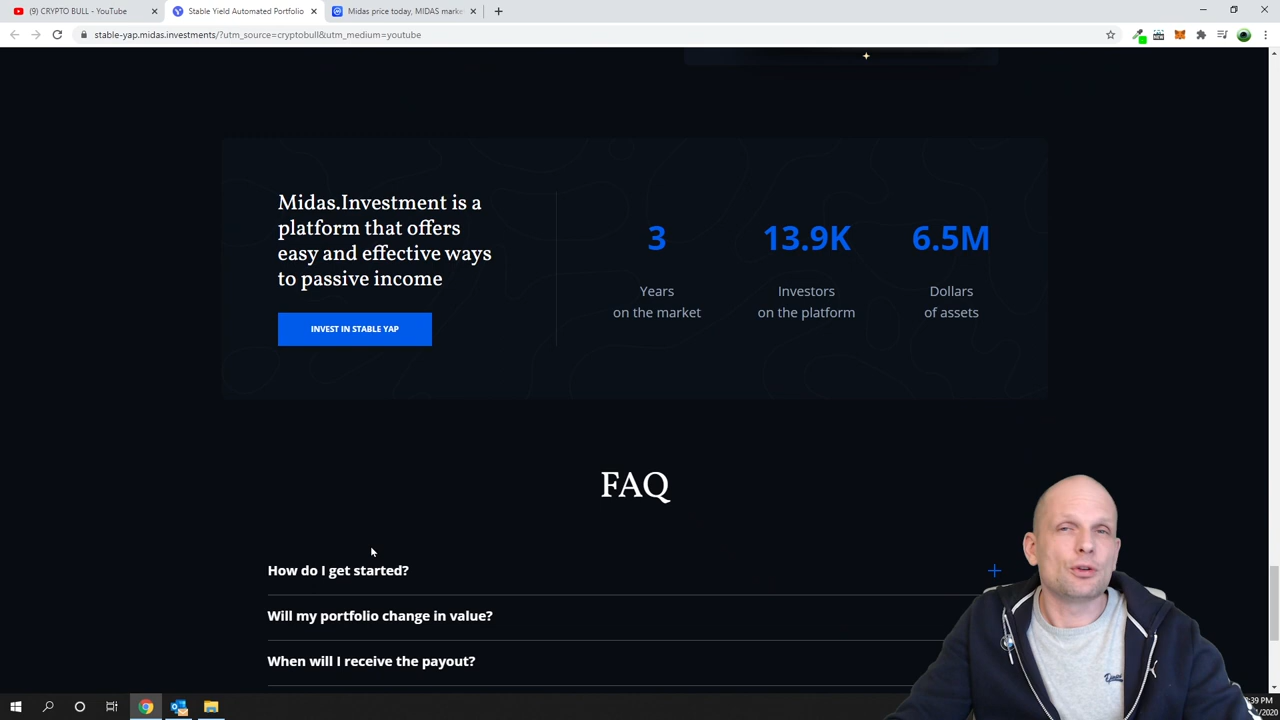 (9) CRYPTO BULL - YouTube
Stable Yield Automated Portfolio
Midas price today, MIDAS marke
stable-yap.midas.investments/?utm_source=cryptobull&utm_medium=youtube
Midas.Investment is a
platform that offers
easy and effective ways
to passive income
INVEST IN STABLE YAP
3
Years
on the market
13.9K
Investors
on the platform
6.5M
Dollars
of assets
FAQ
How do I get started?
Will my portfolio change in value?
When will I receive the payout?
:39 PM
/2020